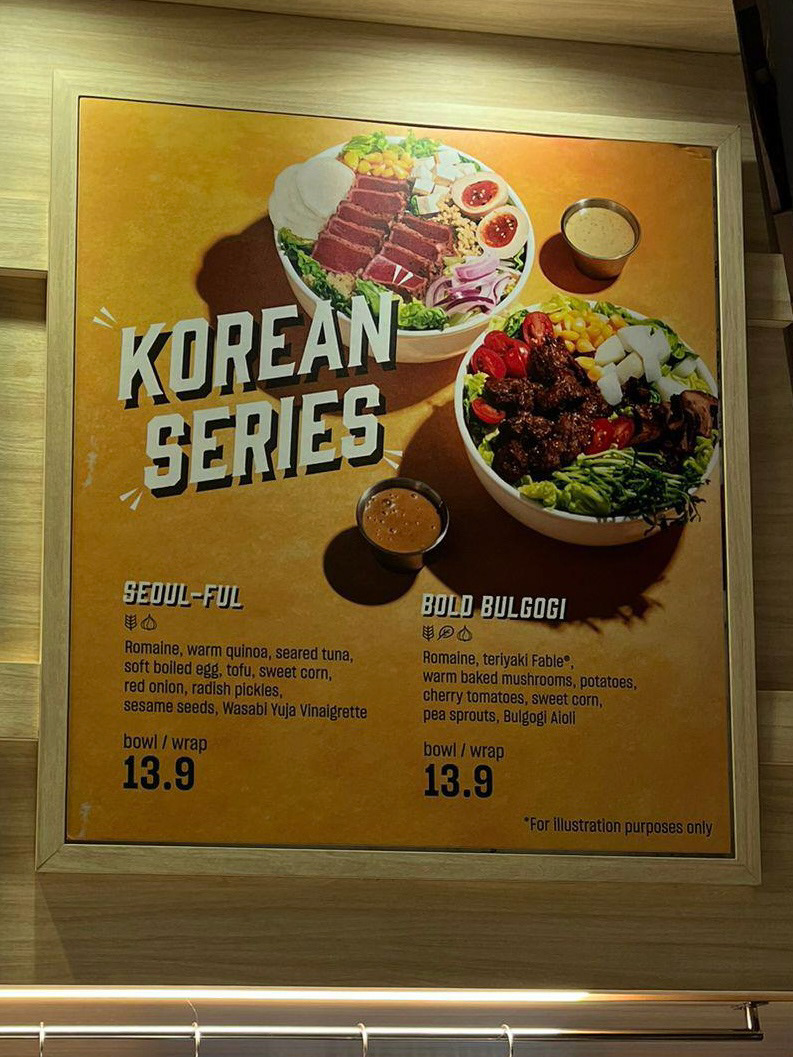 KOREAN
SERIES
SEOUL-FUL
Romaine, warm quinoa, seared tuna,
soft boiled egg, tofu, sweet corn,
red onion, radish pickles,
sesame seeds, Wasabi Yuja Vinaigrette
bowl / wrap
13.9
BOLD BULGOGI
Romaine, teriyaki Fable®,
warm baked mushrooms, potatoes,
cherry tomatoes, sweet corn,
pea sprouts, Bulgogi Aioli
bowl / wrap
13.9
*For illustration purposes only